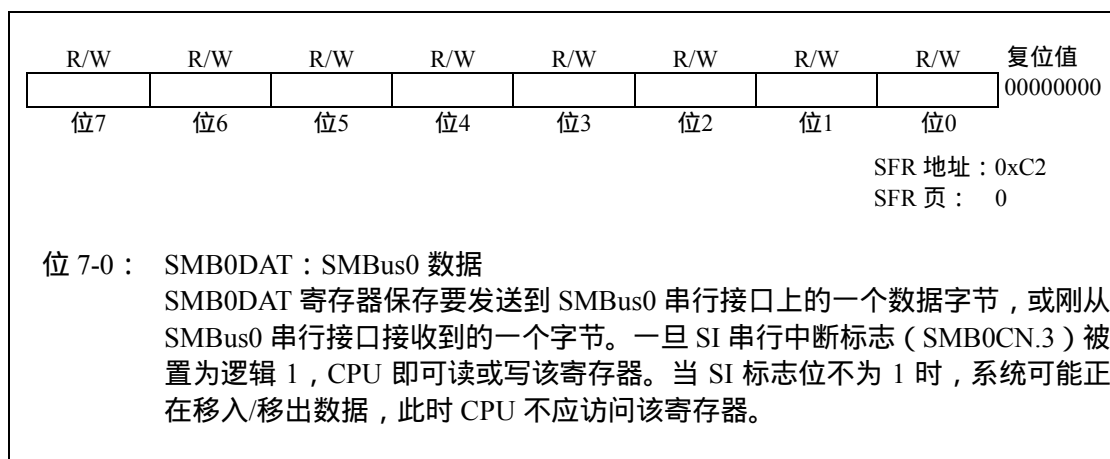 R/W R/W R/W R/W R/W R/W R/W R/W 复位值
00000000
位7 位6 位5 位4 位3 位2 位1 位0
SFR 地址：0xC2
SFR 页： 0
位 7-0： SMB0DAT：SMBus0 数据
SMB0DAT 寄存器保存要发送到 SMBus0 串行接口上的一个数据字节，或刚从
SMBus0 串行接口接收到的一个字节。一旦 SI 串行中断标志（SMB0CN.3）被
置为逻辑 1，CPU 即可读或写该寄存器。当 SI 标志位不为 1 时，系统可能正
在移入/移出数据，此时 CPU 不应访问该寄存器。